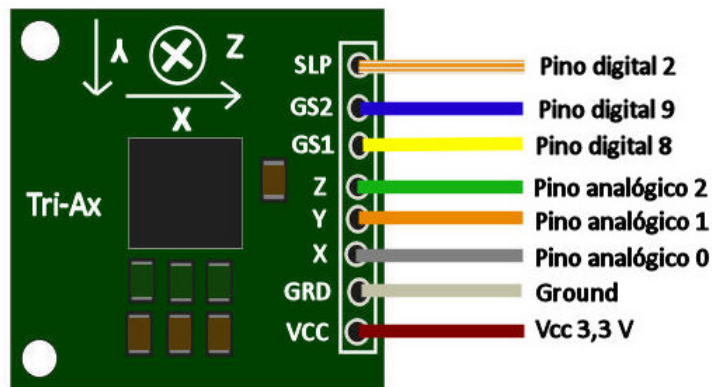 Y Z
X
Tri-Ax
SLP Pino digital 2
GS2 Pino digital 9
GS1 Pino digital 8
Z Pino analógico 2
Y Pino analógico 1
X Pino analógico 0
GRD Ground
VCC Vcc 3,3 V